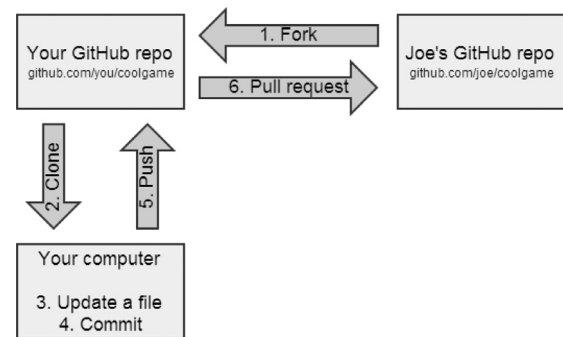 Your GitHub repo
github.com/you/coolgame
1. Fork
6. Pull request
Joe's GitHub repo
github.com/joe/coolgame
2. Clone
5. Push
Your computer
3. Update a file
4. Commit